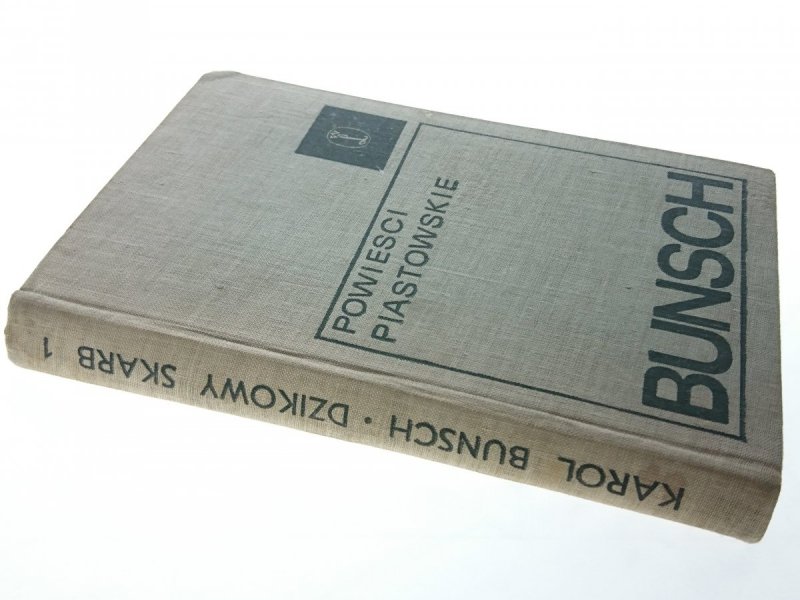 BUNSCH
POWIEŚCI
PIASTOWSKIE
KAROL BUNSCH • DZIKOWY SKARB 1